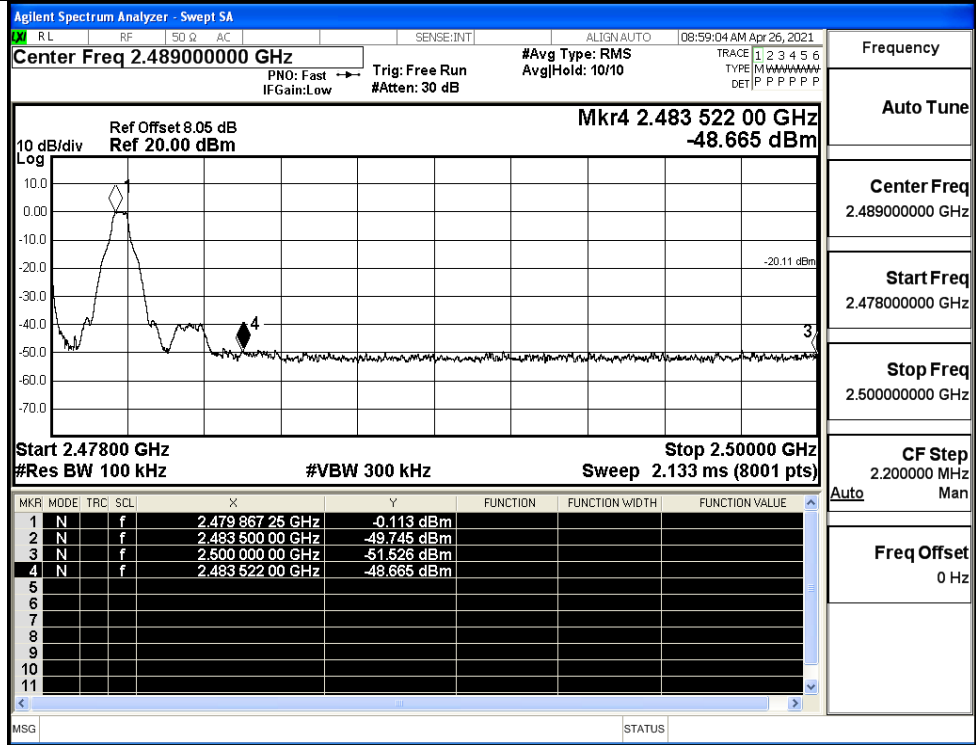 Agilent Spectrum Analyzer - Swept SA
LXI RL RF 50 Ω AC SENSE:INT ALIGN AUTO 08:59:04 AM Apr 26, 2021
Center Freq 2.489000000 GHz
PNO: Fast
IFGain:Low
Trig: Free Run
#Atten: 30 dB
#Avg Type: RMS
Avg|Hold: 10/10
TRACE 1 2 3 4 5 6
TYPE M W W W W W
DET P P P P P P
Mkr4 2.483 522 00 GHz
-48.665 dBm
Ref Offset 8.05 dB
10 dB/div Ref 20.00 dBm
Log
10.0
0.00
-10.0
-20.0
-30.0
-40.0
-50.0
-60.0
-70.0
1
4
3
-20.11 dBm
Start 2.47800 GHz Stop 2.50000 GHz
#Res BW 100 kHz #VBW 300 kHz Sweep 2.133 ms (8001 pts)
MKR MODE TRC SCL X Y FUNCTION FUNCTION WIDTH FUNCTION VALUE
1 N f 2.479 867 25 GHz -0.113 dBm
2 N f 2.483 500 00 GHz -49.745 dBm
3 N f 2.500 000 00 GHz -51.526 dBm
4 N f 2.483 522 00 GHz -48.665 dBm
5
6
7
8
9
10
11
MSG STATUS
Frequency
Auto Tune
Center Freq
2.489000000 GHz
Start Freq
2.478000000 GHz
Stop Freq
2.500000000 GHz
CF Step
2.200000 MHz
Auto Man
Freq Offset
0 Hz